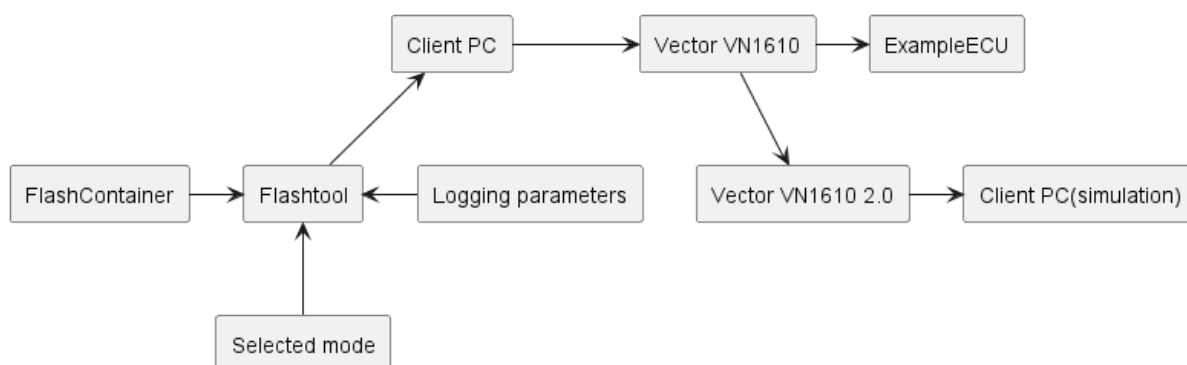 Client PC
Vector VN1610
ExampleECU
FlashContainer
Flashtool
Logging parameters
Vector VN1610 2.0
Client PC(simulation)
Selected mode